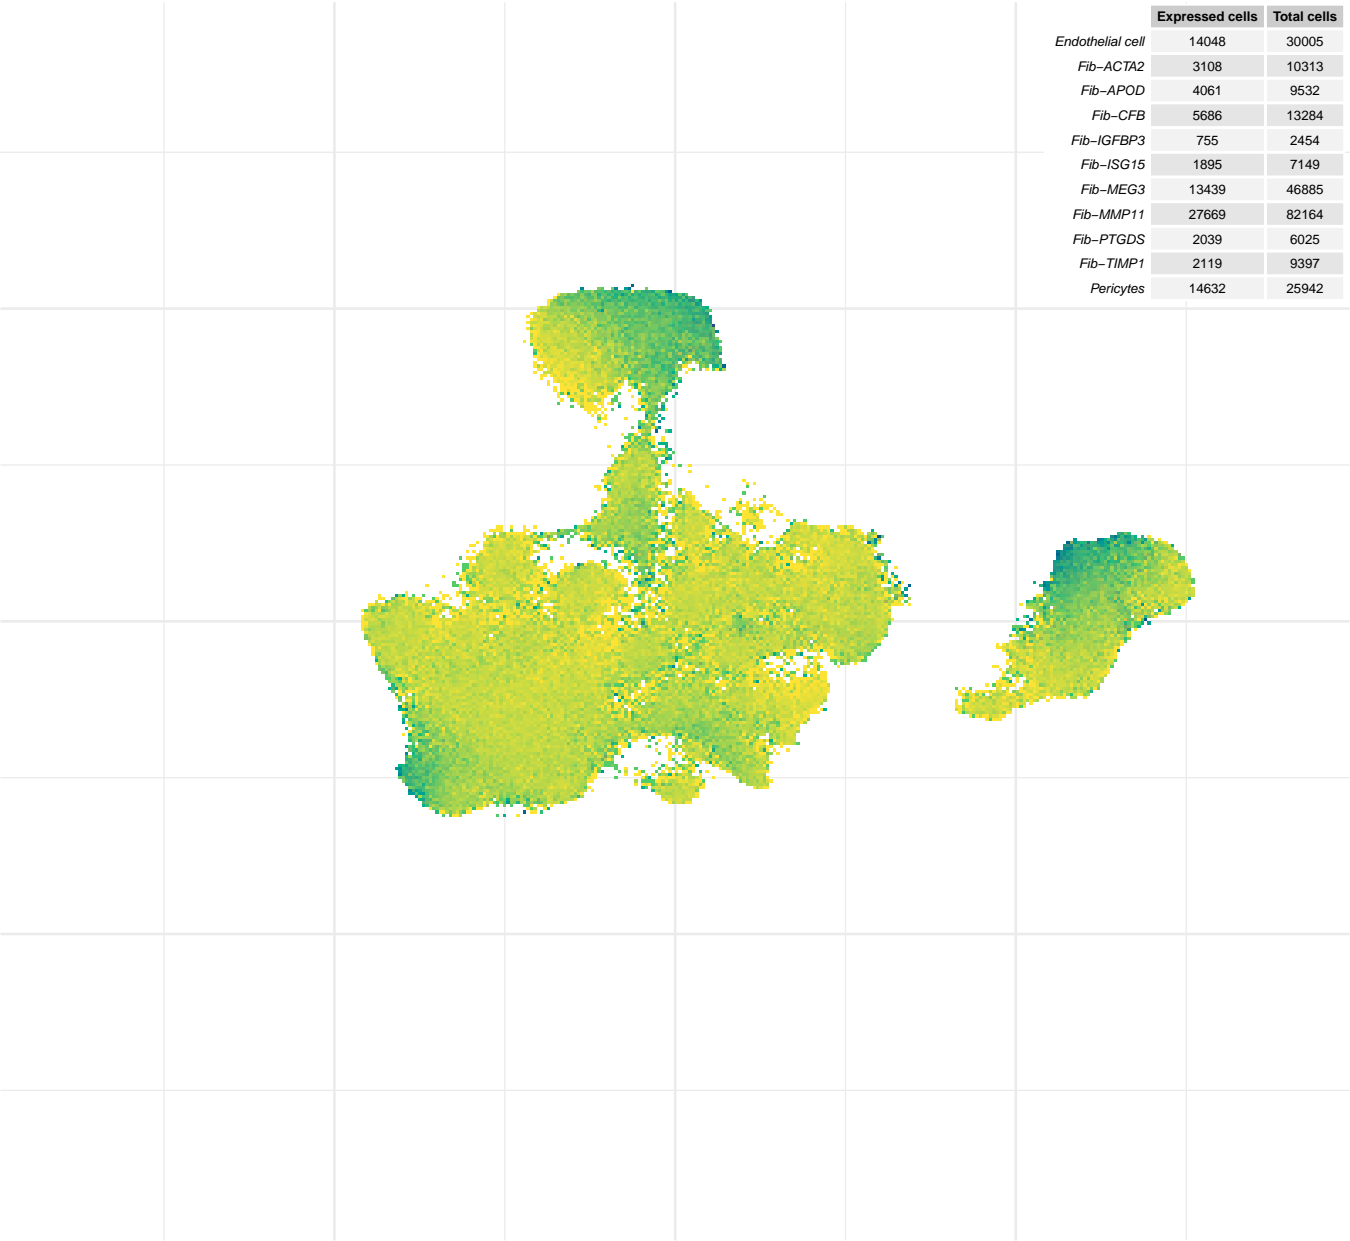 Expressed cells Total cells
Endothelial cell 14048 30005
Fib−ACTA2 3108 10313
Fib−APOD 4061 9532
Fib−CFB 5686 13284
Fib−IGFBP3 755 2454
Fib−ISG15 1895 7149
Fib−MEG3 13439 46885
Fib−MMP11 27669 82164
Fib−PTGDS 2039 6025
Fib−TIMP1 2119 9397
Pericytes 14632 25942